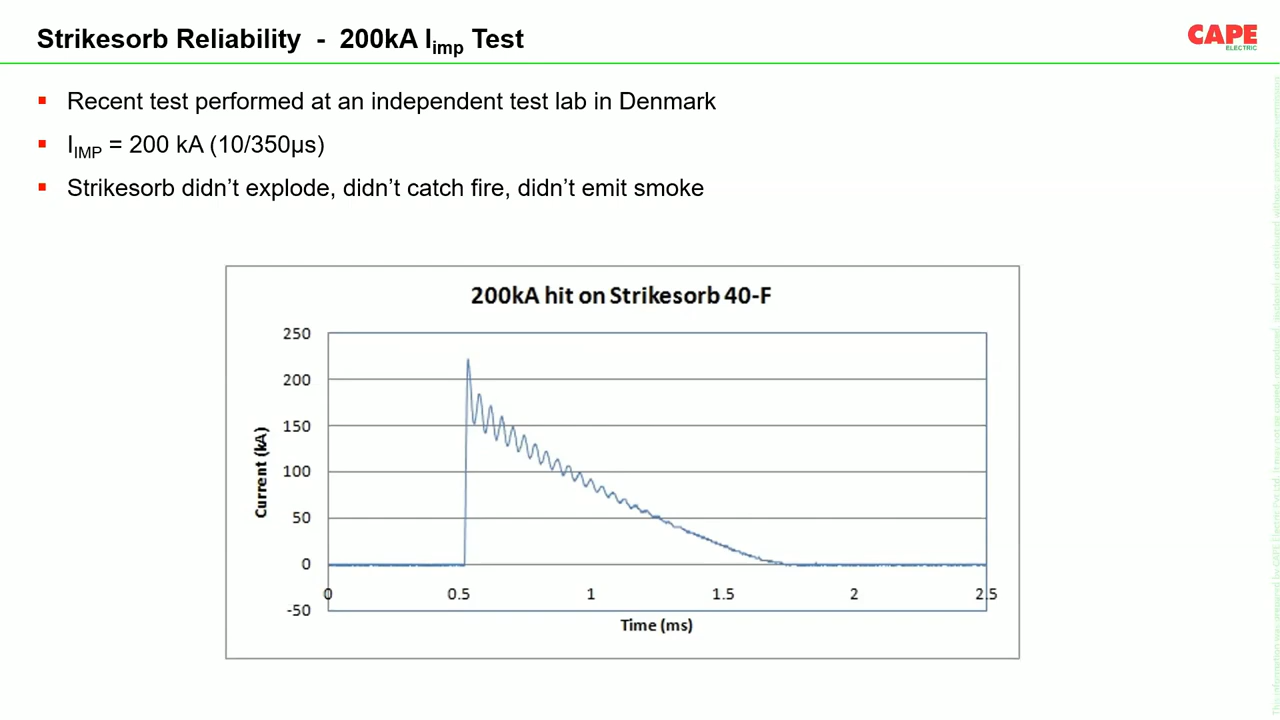 Strikesorb Reliability - 200kA Iimp Test
CAPE
ELECTRIC
▪ Recent test performed at an independent test lab in Denmark
▪ IIMP = 200 kA (10/350µs)
▪ Strikesorb didn’t explode, didn’t catch fire, didn’t emit smoke
200kA hit on Strikesorb 40-F
250
200
150
100
50
0
-50
Current (kA)
0 0.5 1 1.5 2 2.5
Time (ms)